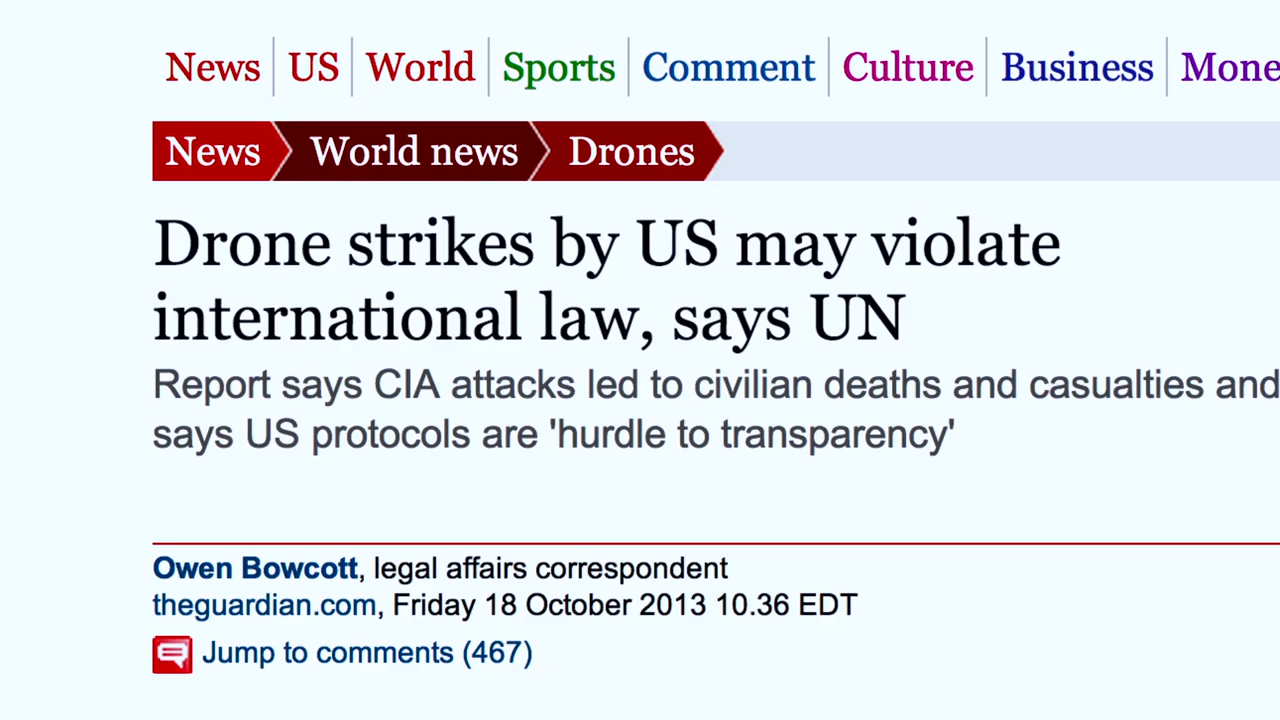 News US World Sports Comment Culture Business
News World news Drones
Drone strikes by US may violate
international law, says UN
Report says CIA attacks led to civilian deaths and casualties and
says US protocols are 'hurdle to transparency'
Owen Bowcott, legal affairs correspondent
theguardian.com, Friday 18 October 2013 10.36 EDT
Jump to comments (467)